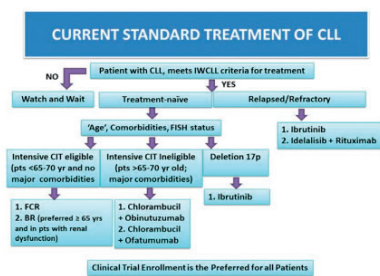 CURRENT STANDARD TREATMENT OF CLL
Patient with CLL, meets IWCLL criteria for treatment
NO
YES
Watch and Wait
Treatment-naïve
Relapsed/Refractory
'Age', Comorbidities, FISH status
1. Ibrutinib
2. Idelalisib + Rituximab
Intensive CIT eligible
(pts <65-70 yr and no
major comorbidities
Intensive CIT Ineligible
(pts >65-70 yr old;
major comorbidities)
Deletion 17p
1. Ibrutinib
1. FCR
2. BR (preferred ≥ 65 yrs
and in pts with renal
dysfunction)
1. Chlorambucil
+ Obinutuzumab
2. Chlorambucil
+ Ofatumumab
Clinical Trial Enrollment is the Preferred for all Patients